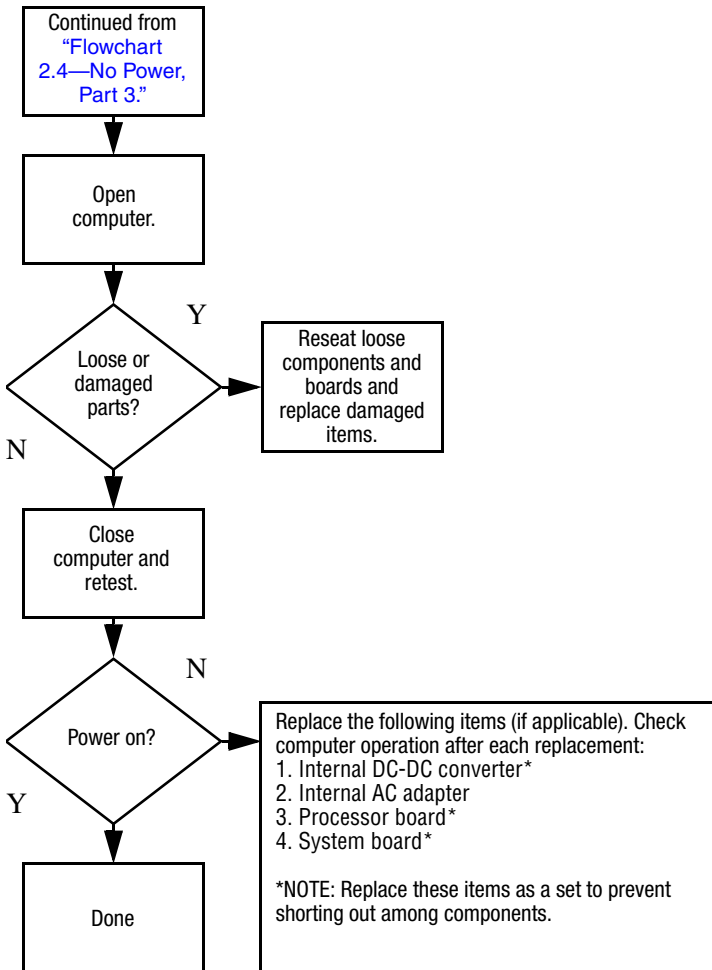 Continued from
“Flowchart
2.4—No Power,
Part 3.”
Open
computer.
Y
Loose or
damaged
parts?
Reseat loose
components and
boards and
replace damaged
items.
N
Close
computer and
retest.
N
Power on?
Replace the following items (if applicable). Check
computer operation after each replacement:
1. Internal DC-DC converter*
2. Internal AC adapter
3. Processor board*
4. System board*
*NOTE: Replace these items as a set to prevent
shorting out among components.
Y
Done